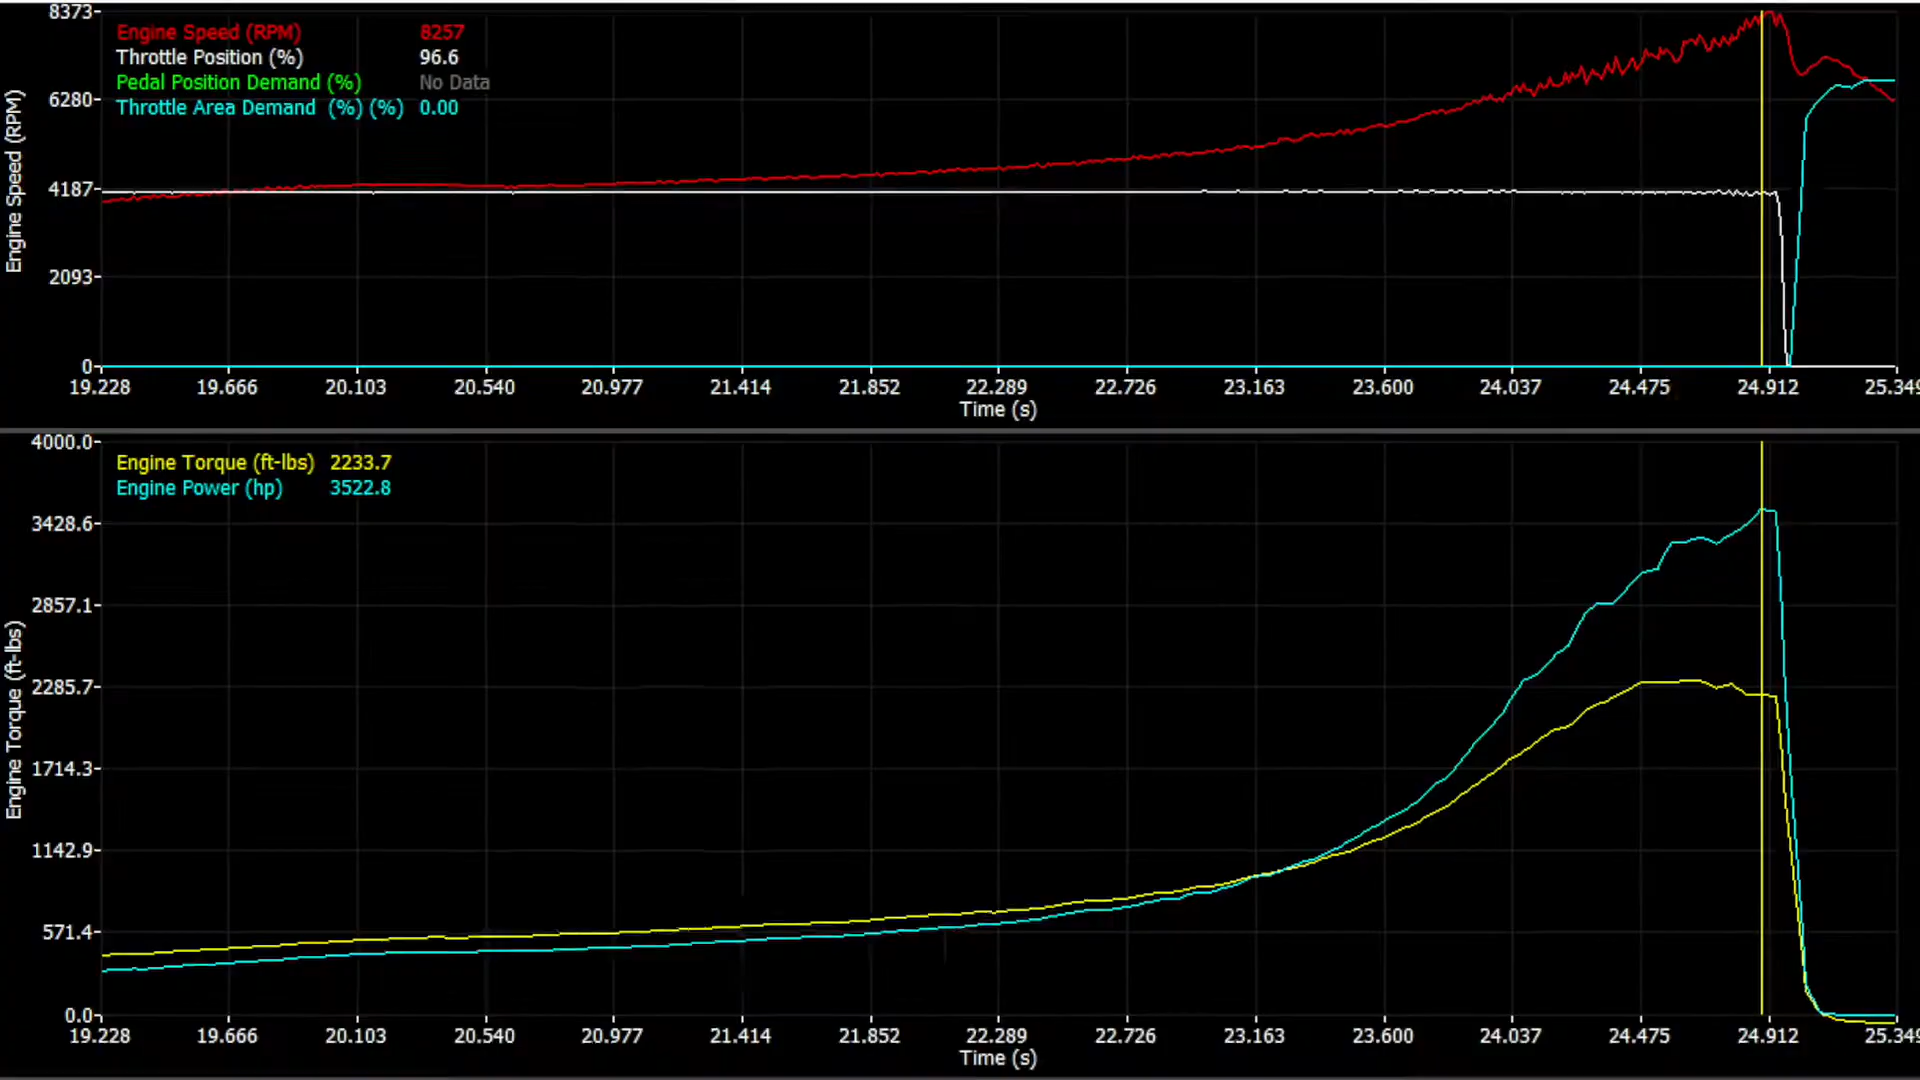 8373-
Engine Speed (RPM) 8257
Throttle Position (%) 96.6
Pedal Position Demand (%) No Data
Throttle Area Demand (%) (%) 0.00
6280-
4187-
2093-
0-
Engine Speed (RPM)
19.228 19.666 20.103 20.540 20.977 21.414 21.852 22.289 22.726 23.163 23.600 24.037 24.475 24.912 25.349
Time (s)
4000.0-
Engine Torque (ft-lbs) 2233.7
Engine Power (hp) 3522.8
3428.6-
2857.1-
2285.7-
1714.3-
1142.9-
571.4-
0.0-
Engine Torque (ft-lbs)
19.228 19.666 20.103 20.540 20.977 21.414 21.852 22.289 22.726 23.163 23.600 24.037 24.475 24.912 25.349
Time (s)